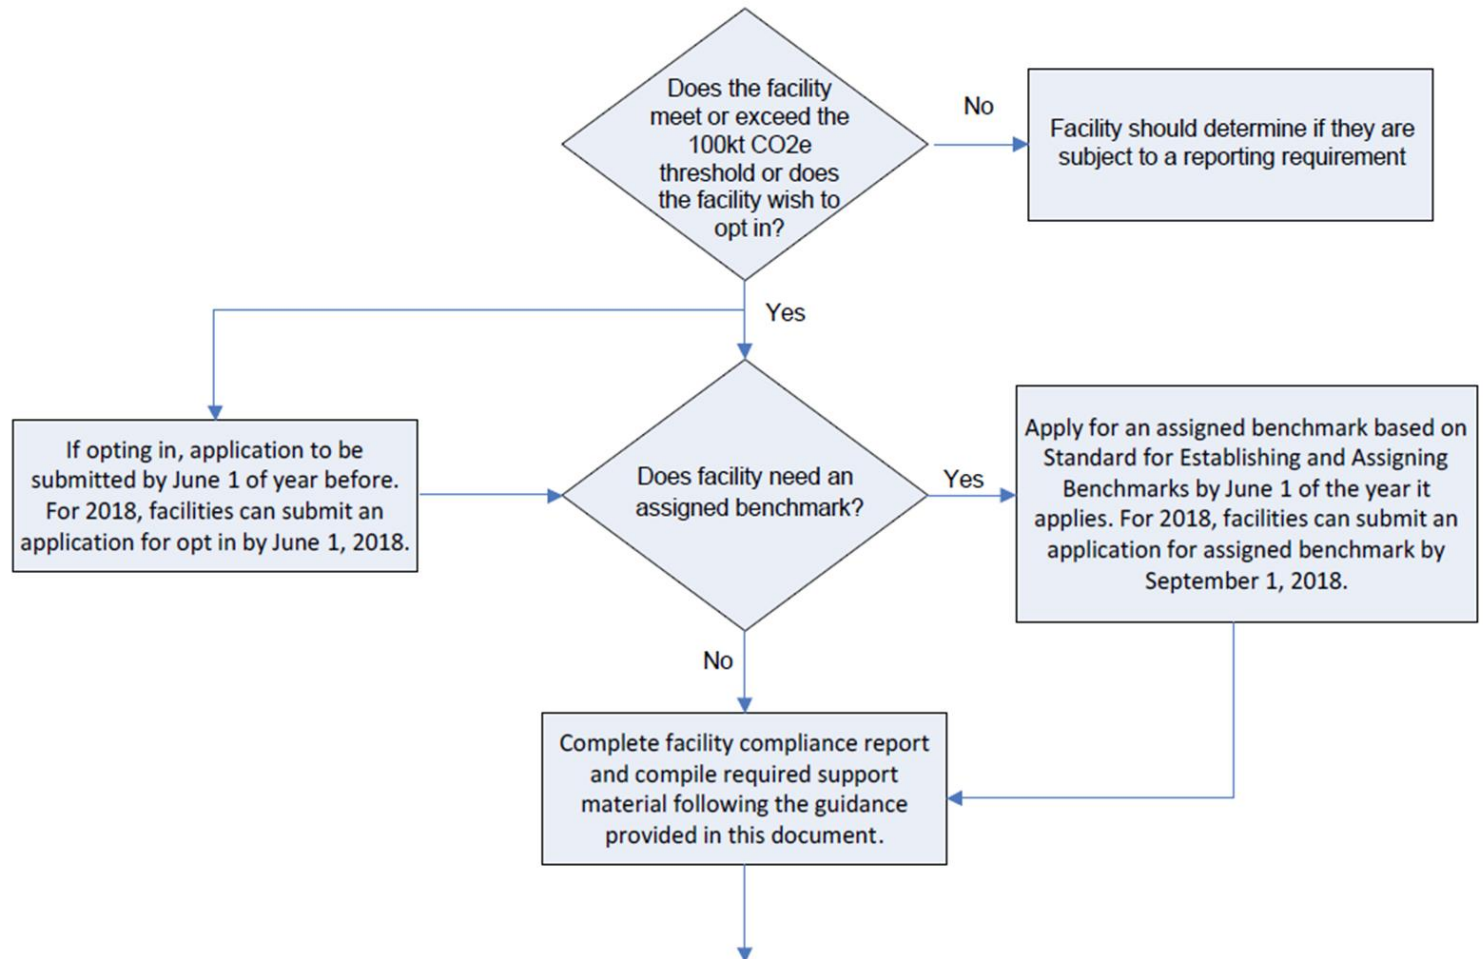 Does the facility
meet or exceed the
100kt CO2e
threshold or does
the facility wish to
opt in?
No
Facility should determine if they are
subject to a reporting requirement
Yes
If opting in, application to be
submitted by June 1 of year before.
For 2018, facilities can submit an
application for opt in by June 1, 2018.
Does facility need an
assigned benchmark?
Yes
Apply for an assigned benchmark based on
Standard for Establishing and Assigning
Benchmarks by June 1 of the year it
applies. For 2018, facilities can submit an
application for assigned benchmark by
September 1, 2018.
No
Complete facility compliance report
and compile required support
material following the guidance
provided in this document.